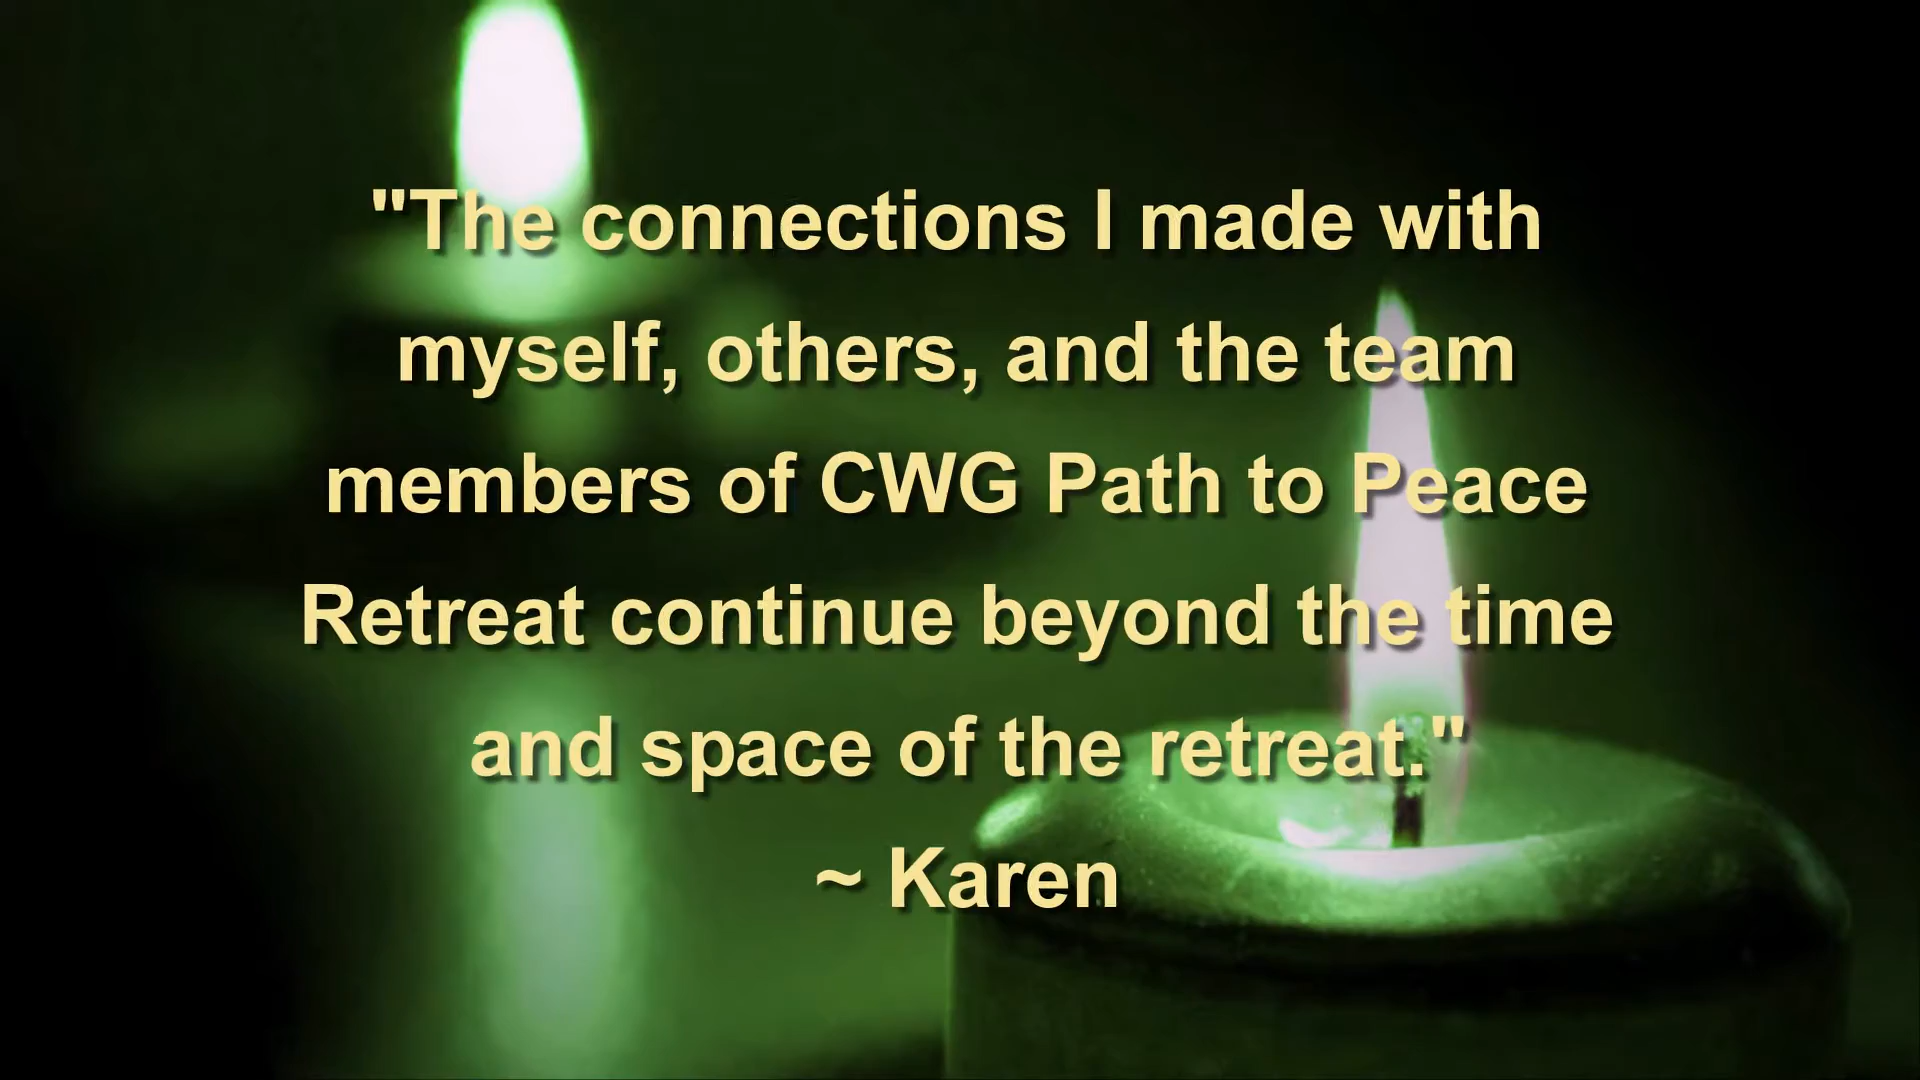 "The connections I made with
myself, others, and the team
members of CWG Path to Peace
Retreat continue beyond the time
and space of the retreat."
~ Karen